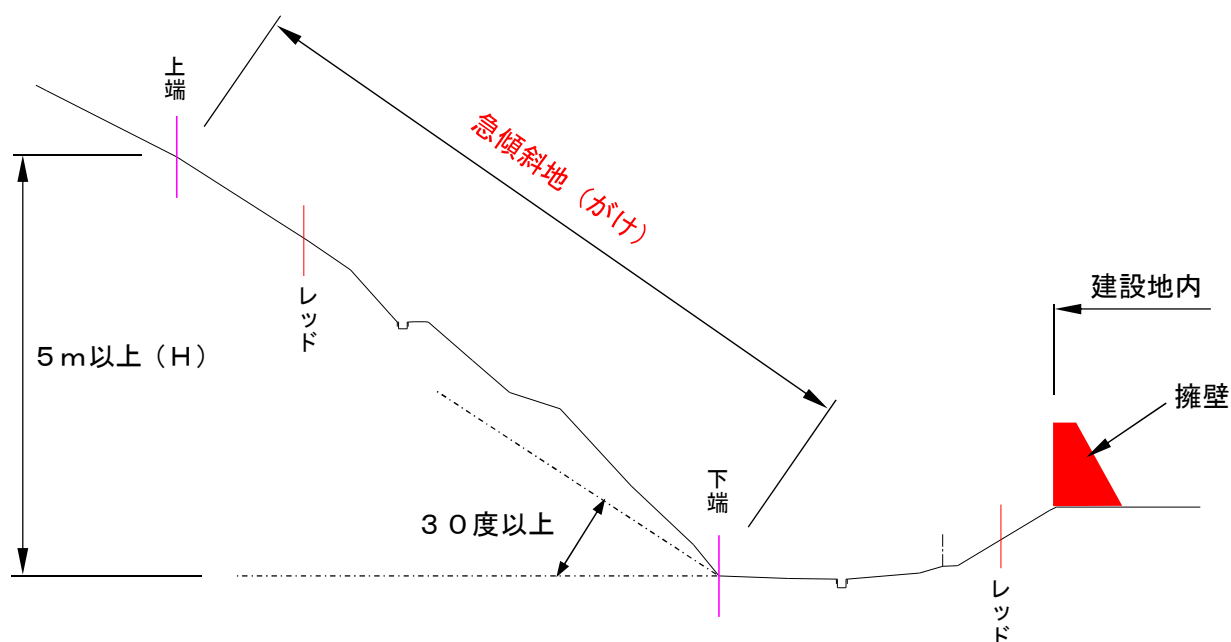 上端
急傾斜地（がけ）
レッド
建設地内
５ｍ以上（Ｈ）
擁壁
下端
３０度以上
レッド